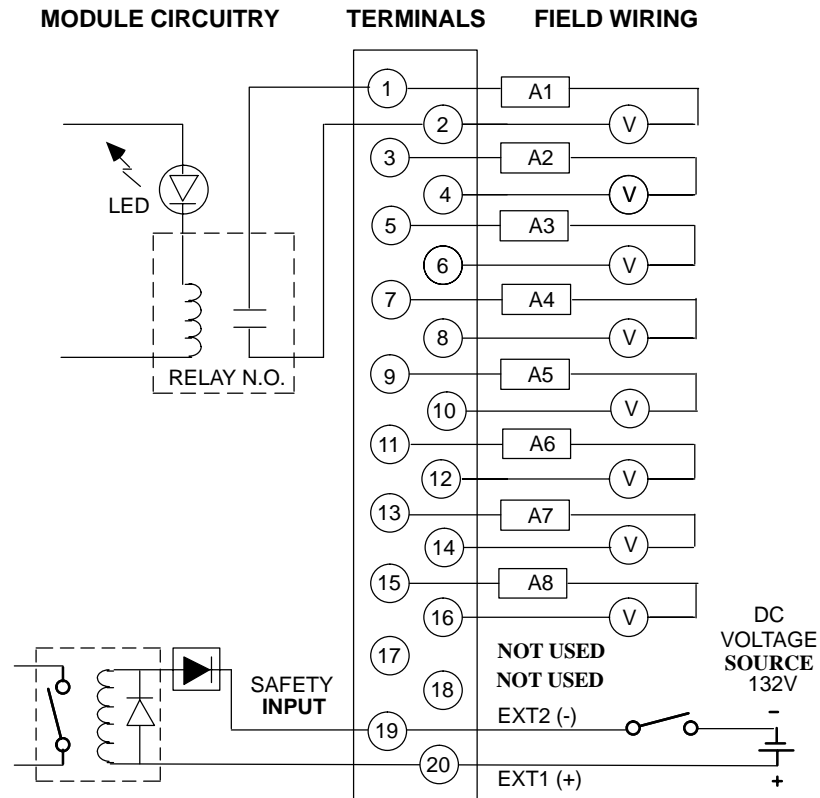 MODULE CIRCUITRY TERMINALS FIELD WIRING
1 A1
2 V
3 A2
LED 4 V
5 A3
6 V
7 A4
8 V
RELAY N.O. 9 A5
10 V
11 A6
12 V
13 A7
14 V
15 A8
16 V
DC
VOLTAGE
SOURCE
132V
17 NOT USED
18 NOT USED
SAFETY
INPUT
19 EXT2 (-) -
20 EXT1 (+) +